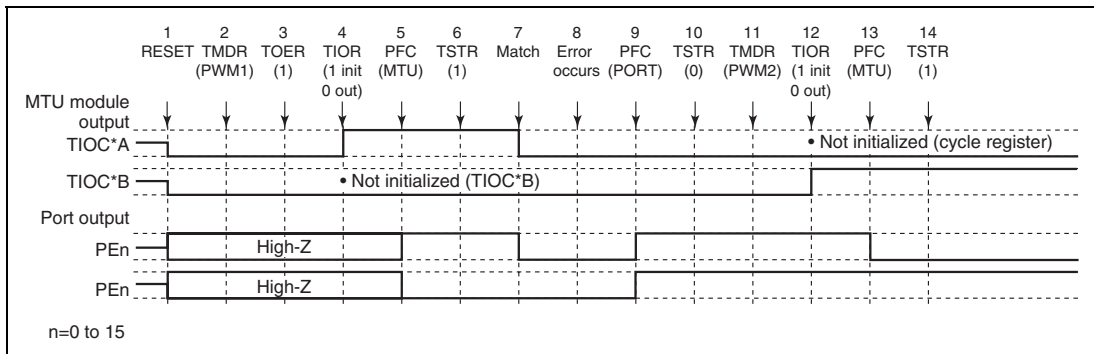 1 2 3 4 5 6 7 8 9 10 11 12 13 14
RESET TMDR TOER TIOR PFC TSTR Match Error PFC TSTR TMDR TIOR PFC TSTR
(PWM1) (1) (1 init (MTU) (1) occurs (PORT) (0) (PWM2) (1 init (MTU) (1)
0 out) 0 out)
MTU module
output
TIOC*A
• Not initialized (cycle register)
TIOC*B
• Not initialized (TIOC*B)
Port output
PEn
High-Z
PEn
High-Z
n=0 to 15